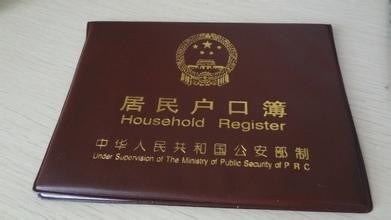 居民户口簿
Household Register
中华人民共和国公安部制
Under Supervision of The Ministry of Public Security of P R C